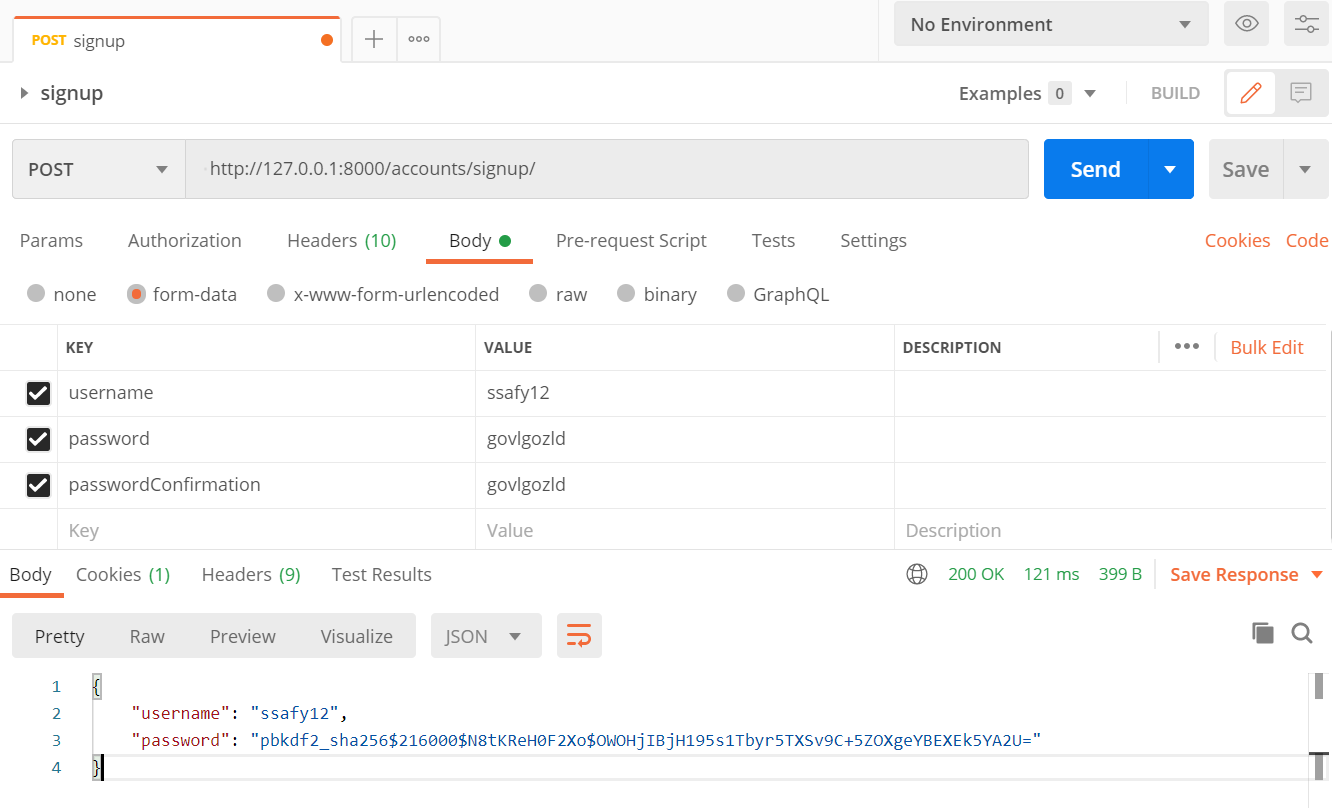 POST signup
No Environment
signup
Examples 0
BUILD
POST
http://127.0.0.1:8000/accounts/signup/
Send
Save
Params Authorization Headers (10) Body Pre-request Script Tests Settings Cookies Code
none form-data x-www-form-urlencoded raw binary GraphQL
KEY VALUE DESCRIPTION Bulk Edit
username ssafy12
password govlgozld
passwordConfirmation govlgozld
Key Value Description
Body Cookies (1) Headers (9) Test Results 200 OK 121 ms 399 B Save Response
Pretty Raw Preview Visualize JSON
1 {
2 "username": "ssafy12",
3 "password": "pbkdf2_sha256$216000$N8tKReH0F2Xo$OWOHjIBjH195s1Tbyr5TXSv9C+5ZOXgeYBEXEk5YA2U="
4 }